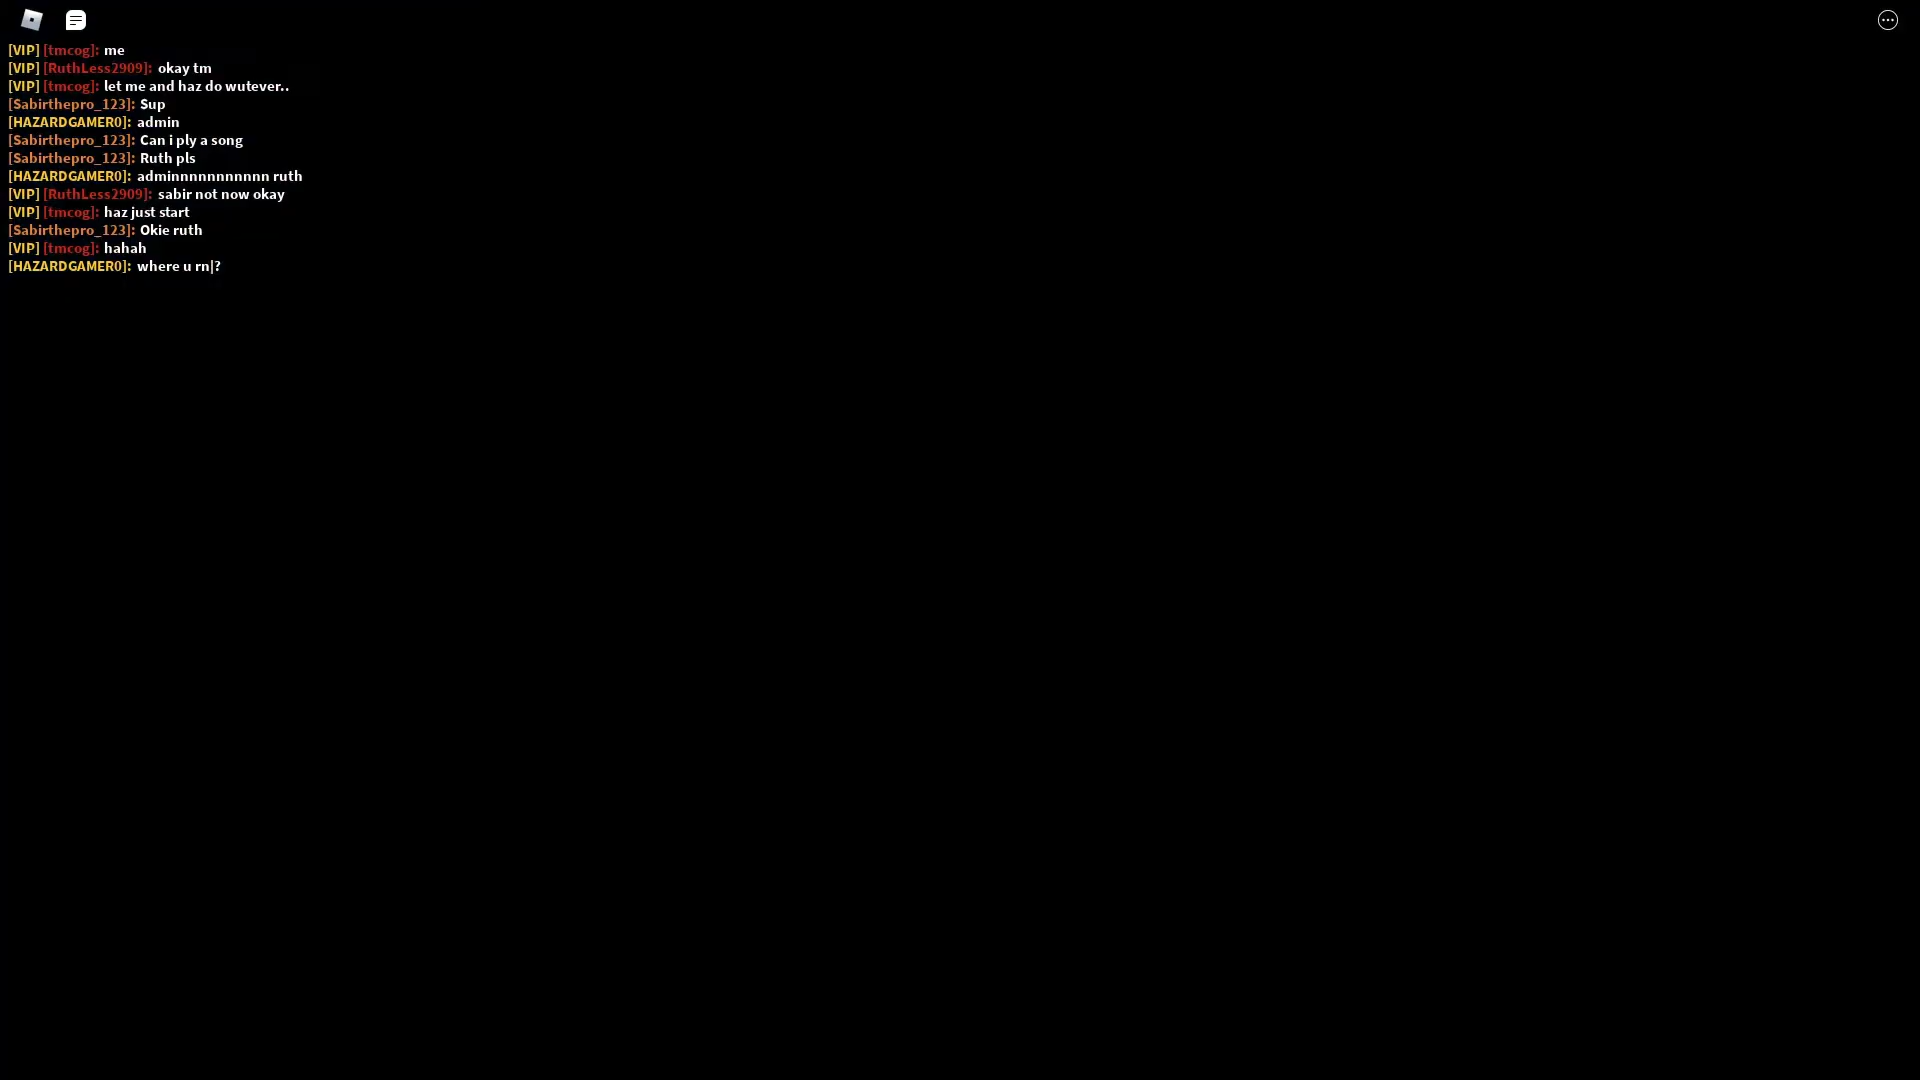 [VIP] [tmcog]: me
[VIP] [RuthLess2909]: okay tm
[VIP] [tmcog]: let me and haz do wutever..
[Sabirthepro_123]: Sup
[HAZARDGAMER0]: admin
[Sabirthepro_123]: Can i ply a song
[Sabirthepro_123]: Ruth pls
[HAZARDGAMER0]: adminnnnnnnnnnn ruth
[VIP] [RuthLess2909]: sabir not now okay
[VIP] [tmcog]: haz just start
[Sabirthepro_123]: Okie ruth
[VIP] [tmcog]: hahah
[HAZARDGAMER0]: where u rn|?